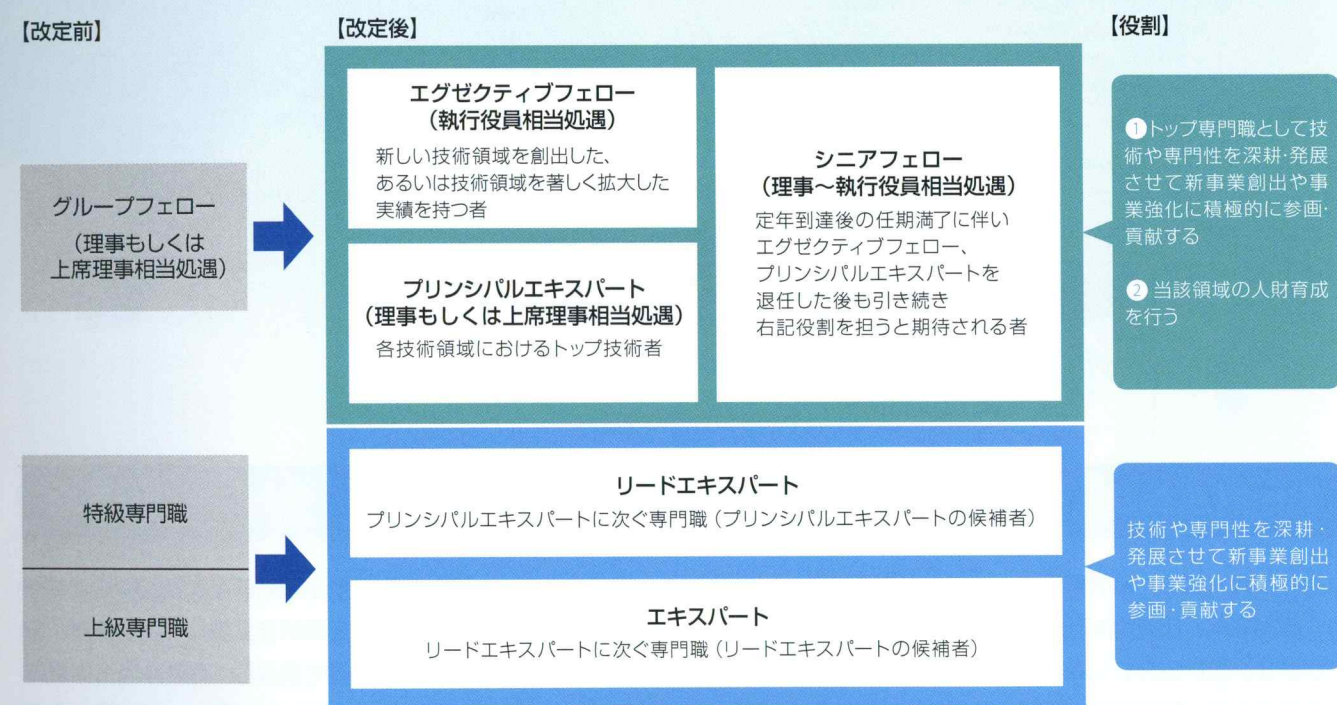 【改定前】
【改定後】
【役割】
グループフェロー
（理事もしくは
上席理事相当処遇）
エグゼクティブフェロー
（執行役員相当処遇）
新しい技術領域を創出した、
あるいは技術領域を著しく拡大した
実績を持つ者
プリンシパルエキスパート
（理事もしくは上席理事相当処遇）
各技術領域におけるトップ技術者
シニアフェロー
（理事～執行役員相当処遇）
定年到達後の任期満了に伴い
エグゼクティブフェロー、
プリンシパルエキスパートを
退任した後も引き続き
右記役割を担うと期待される者
❶トップ専門職として技
術や専門性を深耕・発展
させて新事業創出や事
業強化に積極的に参画・
貢献する
❷ 当該領域の人財育成
を行う
特級専門職
上級専門職
リードエキスパート
プリンシパルエキスパートに次ぐ専門職（プリンシパルエキスパートの候補者）
エキスパート
リードエキスパートに次ぐ専門職（リードエキスパートの候補者）
技術や専門性を深耕・
発展させて新事業創出
や事業強化に積極的に
参画・貢献する